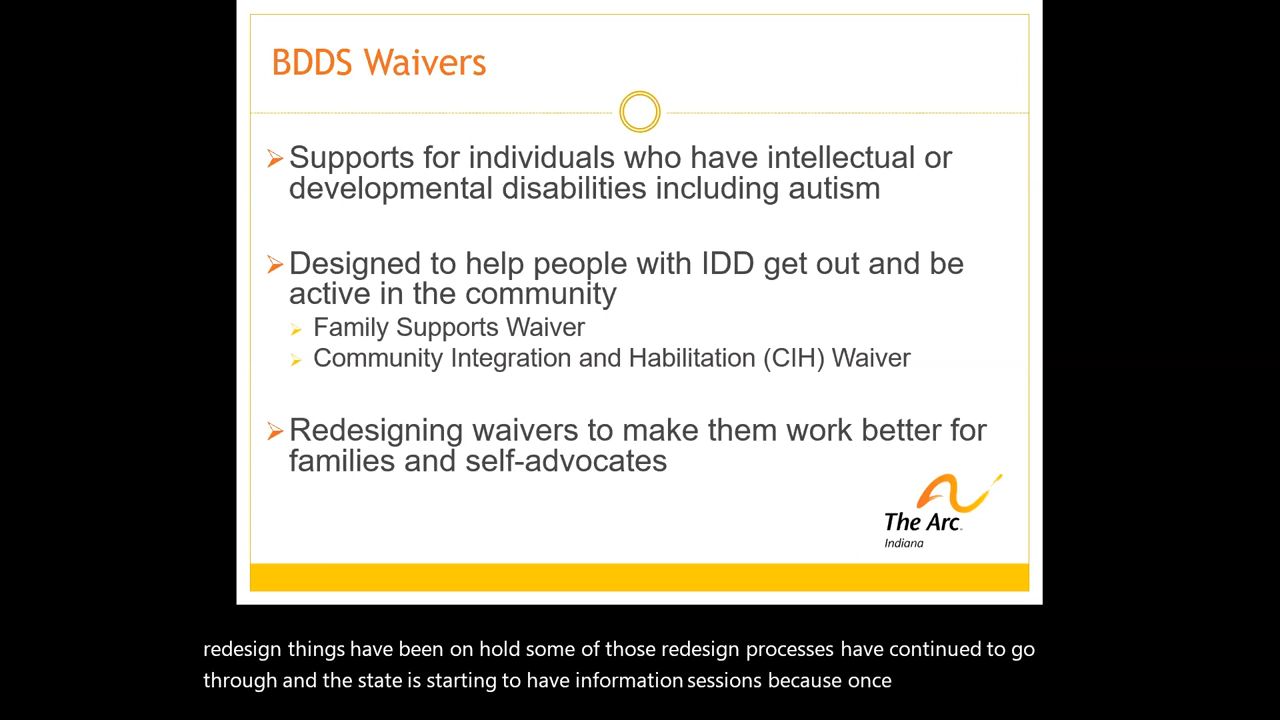 BDDS Waivers
Supports for individuals who have intellectual or
developmental disabilities including autism
Designed to help people with IDD get out and be
active in the community
Family Supports Waiver
Community Integration and Habilitation (CIH) Waiver
Redesigning waivers to make them work better for
families and self-advocates
The Arc
Indiana
redesign things have been on hold some of those redesign processes have continued to go
through and the state is starting to have information sessions because once